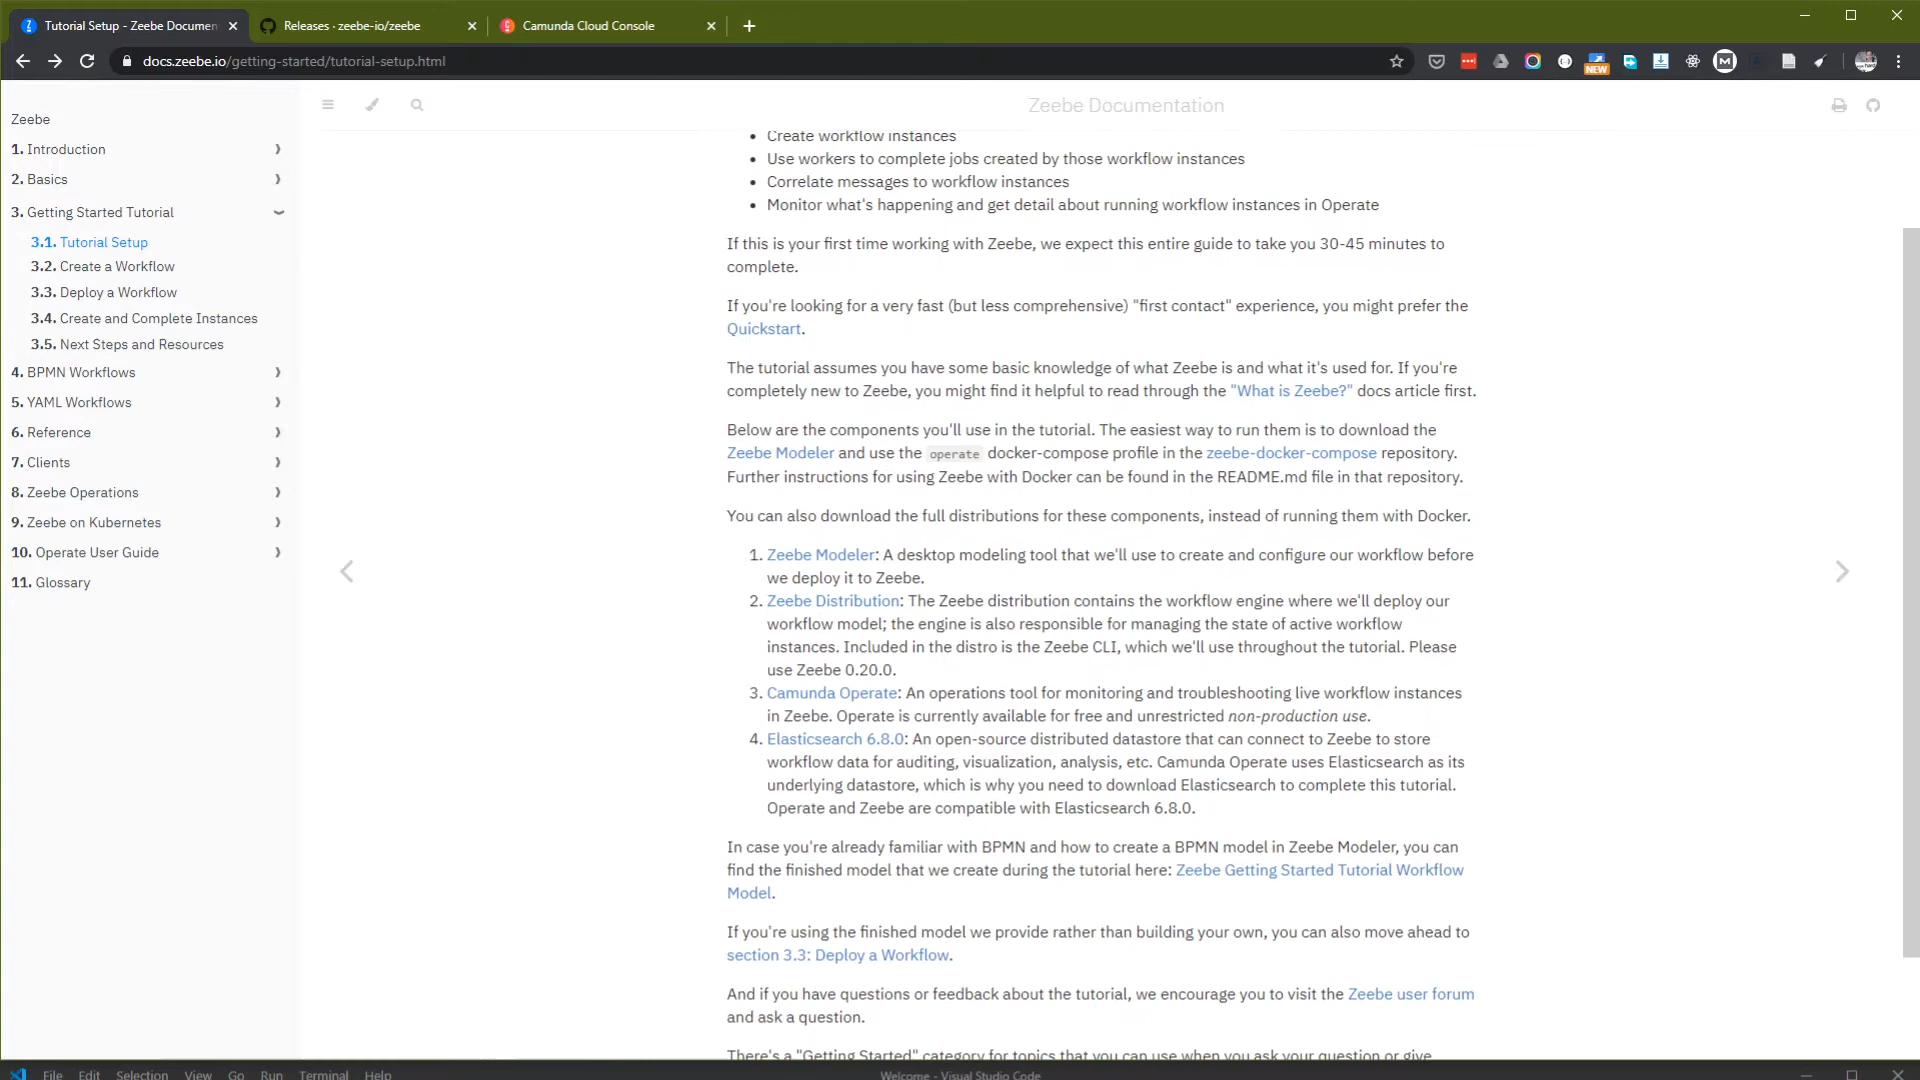 Tutorial Setup - Zeebe Documen
Releases · zeebe-io/zeebe
Camunda Cloud Console
docs.zeebe.io/getting-started/tutorial-setup.html
NEW
Zeebe
1. Introduction
2. Basics
3. Getting Started Tutorial
3.1. Tutorial Setup
3.2. Create a Workflow
3.3. Deploy a Workflow
3.4. Create and Complete Instances
3.5. Next Steps and Resources
4. BPMN Workflows
5. YAML Workflows
6. Reference
7. Clients
8. Zeebe Operations
9. Zeebe on Kubernetes
10. Operate User Guide
11. Glossary
Zeebe Documentation
• Create workflow instances
• Use workers to complete jobs created by those workflow instances
• Correlate messages to workflow instances
• Monitor what's happening and get detail about running workflow instances in Operate
If this is your first time working with Zeebe, we expect this entire guide to take you 30-45 minutes to
complete.
If you're looking for a very fast (but less comprehensive) "first contact" experience, you might prefer the
Quickstart.
The tutorial assumes you have some basic knowledge of what Zeebe is and what it's used for. If you're
completely new to Zeebe, you might find it helpful to read through the "What is Zeebe?" docs article first.
Below are the components you'll use in the tutorial. The easiest way to run them is to download the
Zeebe Modeler and use the operate docker-compose profile in the zeebe-docker-compose repository.
Further instructions for using Zeebe with Docker can be found in the README.md file in that repository.
You can also download the full distributions for these components, instead of running them with Docker.
1. Zeebe Modeler: A desktop modeling tool that we'll use to create and configure our workflow before
we deploy it to Zeebe.
2. Zeebe Distribution: The Zeebe distribution contains the workflow engine where we'll deploy our
workflow model; the engine is also responsible for managing the state of active workflow
instances. Included in the distro is the Zeebe CLI, which we'll use throughout the tutorial. Please
use Zeebe 0.20.0.
3. Camunda Operate: An operations tool for monitoring and troubleshooting live workflow instances
in Zeebe. Operate is currently available for free and unrestricted non-production use.
4. Elasticsearch 6.8.0: An open-source distributed datastore that can connect to Zeebe to store
workflow data for auditing, visualization, analysis, etc. Camunda Operate uses Elasticsearch as its
underlying datastore, which is why you need to download Elasticsearch to complete this tutorial.
Operate and Zeebe are compatible with Elasticsearch 6.8.0.
In case you're already familiar with BPMN and how to create a BPMN model in Zeebe Modeler, you can
find the finished model that we create during the tutorial here: Zeebe Getting Started Tutorial Workflow
Model.
If you're using the finished model we provide rather than building your own, you can also move ahead to
section 3.3: Deploy a Workflow.
And if you have questions or feedback about the tutorial, we encourage you to visit the Zeebe user forum
and ask a question.
There's a "Getting Started" category for topics that you can use when you ask your question or give
File Edit Selection View Go Run Terminal Help
Welcome - Visual Studio Code